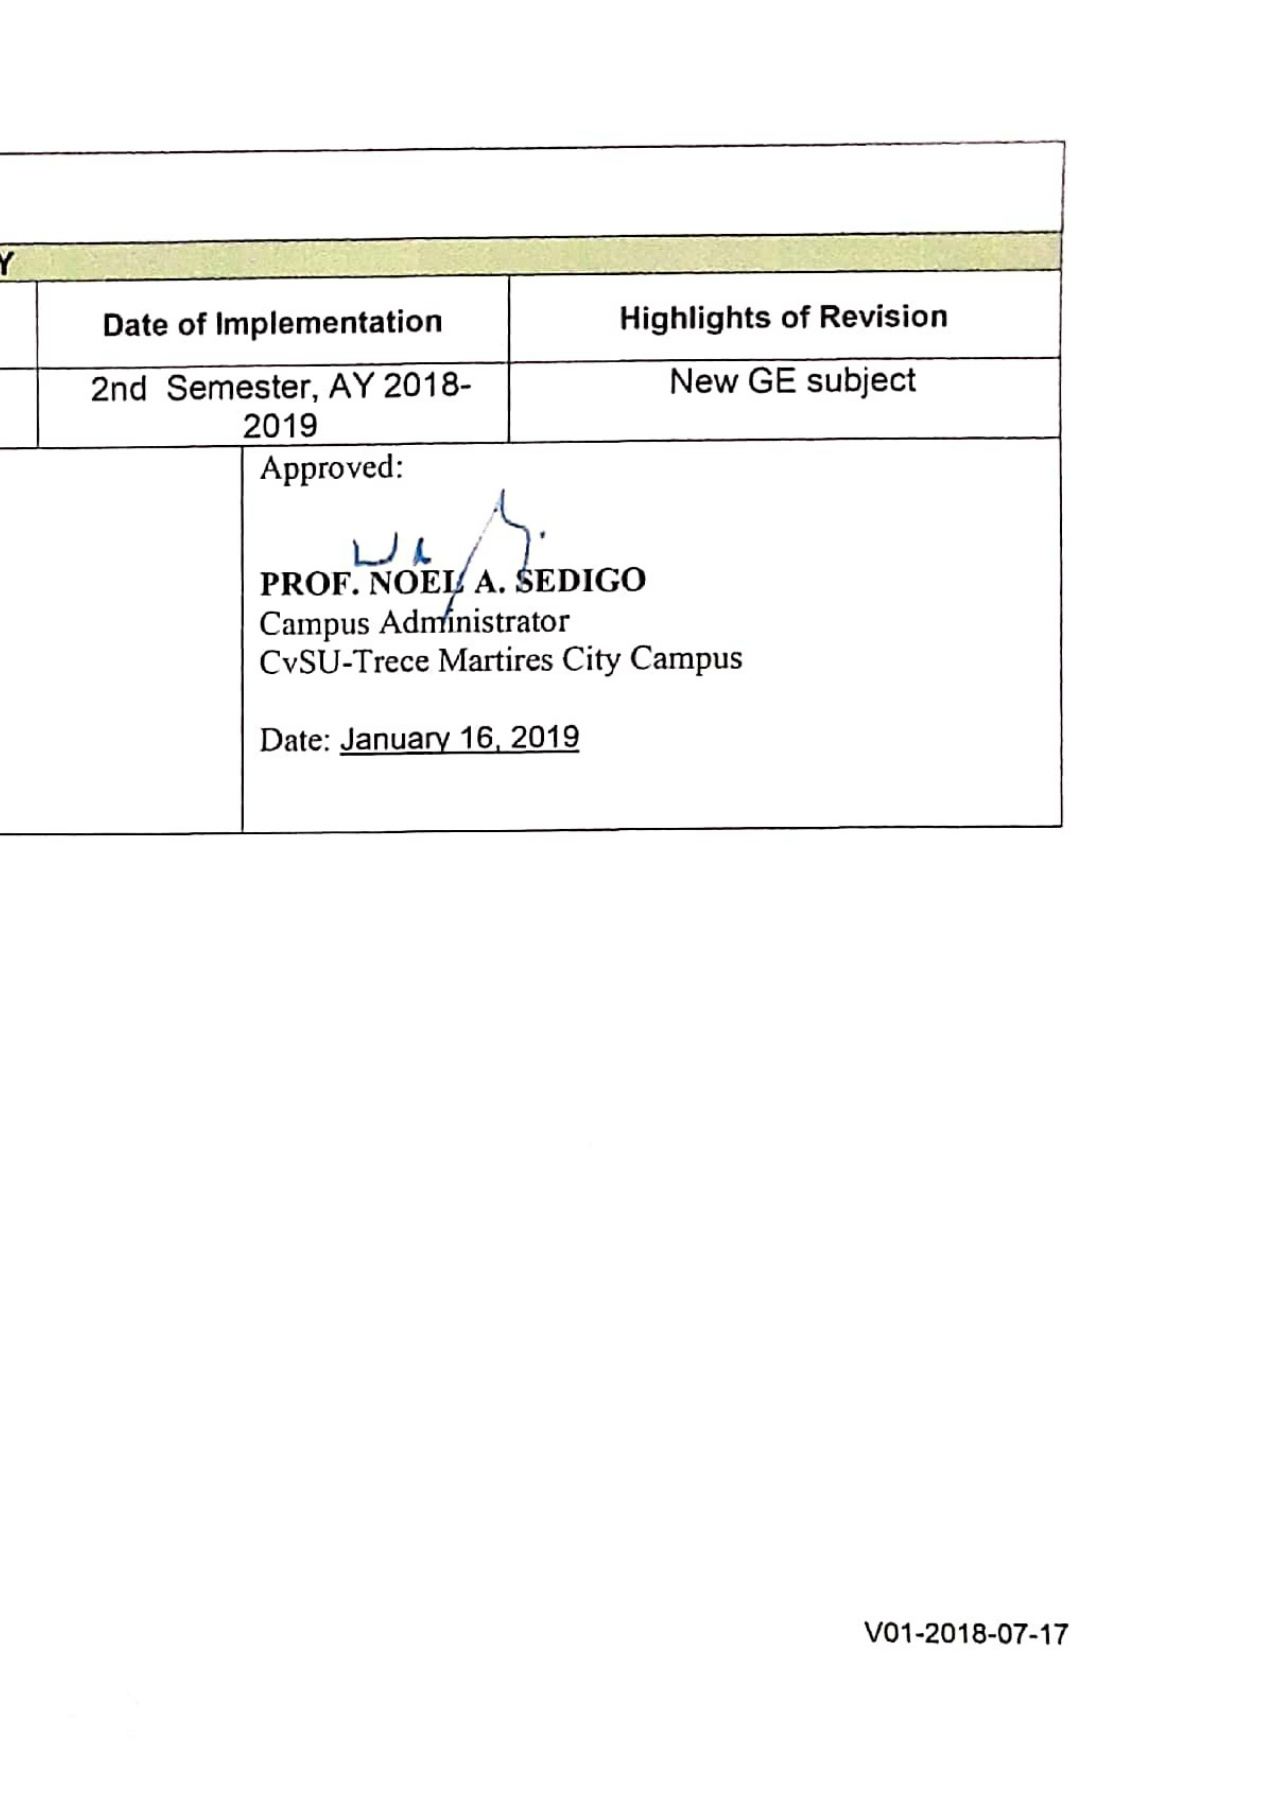 Y
Date of Implementation
Highlights of Revision
2nd Semester, AY 2018-
2019
New GE subject
Approved:
PROF. NOEL A. SEDIGO
Campus Administrator
CvSU-Trece Martires City Campus
Date: January 16, 2019
V01-2018-07-17